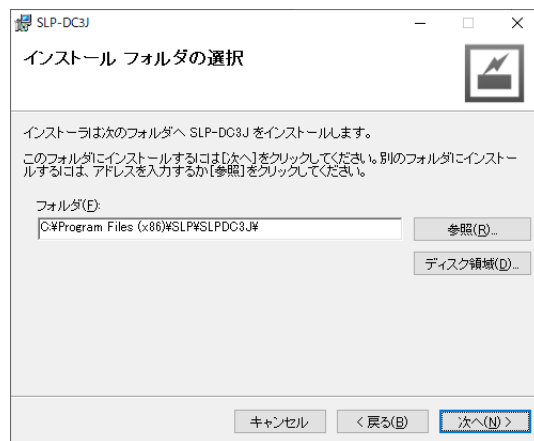 SLP-DC3J
インストール フォルダの選択
インストーラは次のフォルダへ SLP-DC3J をインストールします。
このフォルダにインストールするには[次へ]をクリックしてください。別のフォルダにインストー
ルするには、アドレスを入力するか[参照]をクリックしてください。
フォルダ(F):
C:¥Program Files (x86)¥SLP¥SLPDC3J¥
参照(R)...
ディスク領域(D)...
キャンセル
< 戻る(B)
次へ(N) >